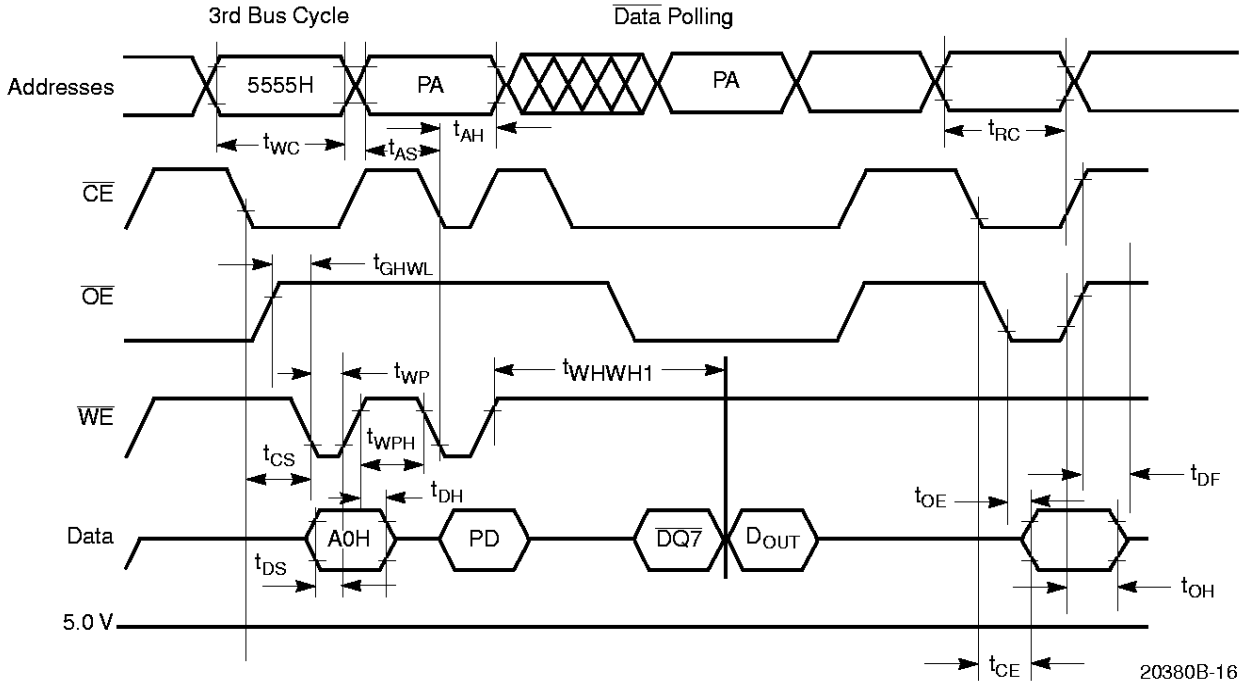 3rd Bus Cycle
Data Polling
Addresses
5555H
PA
PA
tWC
tAS
tAH
tRC
CE
tGHWL
OE
tWP
tWHWH1
WE
tWPH
tCS
tDH
tOE
tDF
Data
A0H
PD
DQ7
DOUT
tDS
tOH
5.0 V
tCE
20380B-16